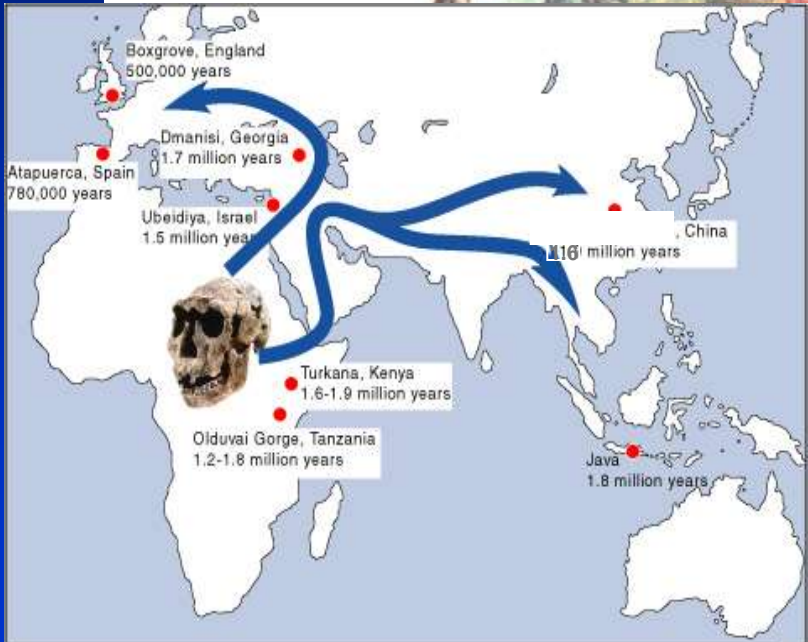 Boxgrove, England
500,000 years
Dmanisi, Georgia
1.7 million years
Atapuerca, Spain
780,000 years
Ubeidiya, Israel
1.5 million years
, China
million years
Turkana, Kenya
1.6-1.9 million years
Olduvai Gorge, Tanzania
1.2-1.8 million years
Java
1.8 million years